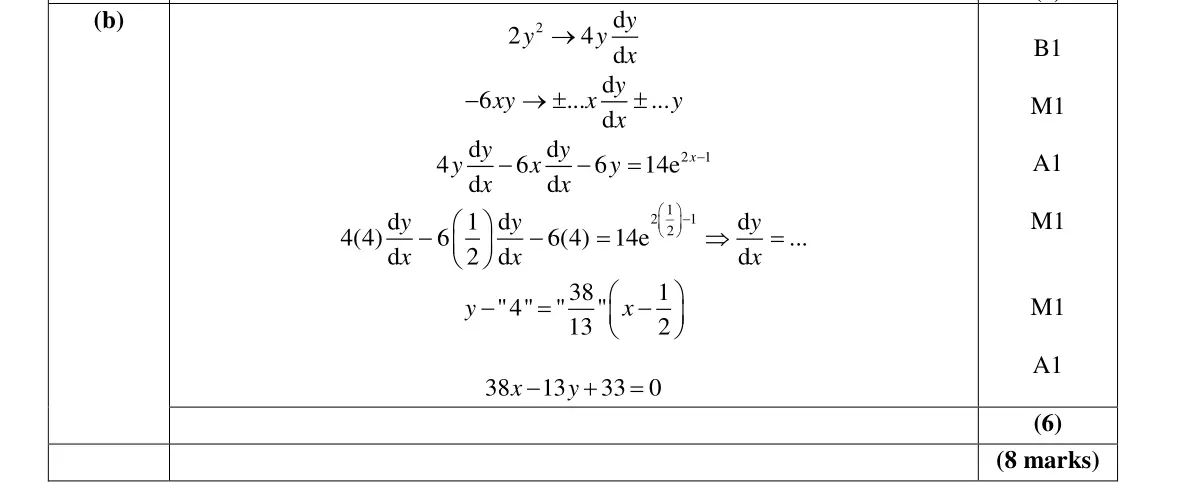 (b)
2y² → 4y dy/dx
B1
−6xy → ±...x dy/dx ± ...y
M1
4y dy/dx − 6x dy/dx − 6y = 14e^(2x−1)
A1
4(4) dy/dx − 6(1/2) dy/dx − 6(4) = 14e^(2(1/2)−1) ⇒ dy/dx = ...
M1
y − "4" = "38/13"(x − 1/2)
M1
38x − 13y + 33 = 0
A1
(6)
(8 marks)